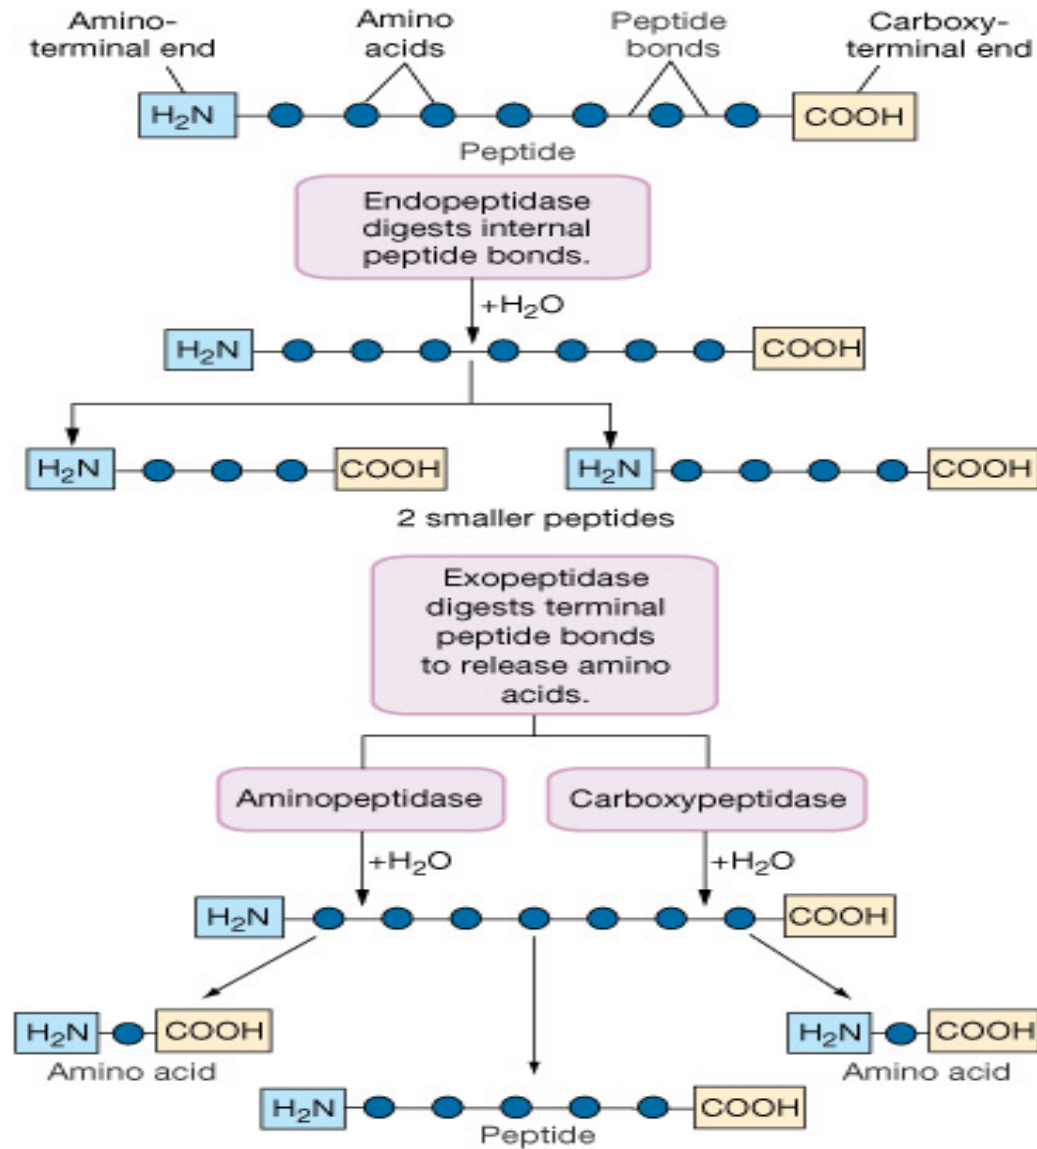 Amino-
terminal end
Amino
acids
Peptide
bonds
Carboxy-
terminal end
H₂N
COOH
Peptide
Endopeptidase
digests internal
peptide bonds.
+H₂O
H₂N
COOH
H₂N
COOH
H₂N
COOH
2 smaller peptides
Exopeptidase
digests terminal
peptide bonds
to release amino
acids.
Aminopeptidase
Carboxypeptidase
+H₂O
+H₂O
H₂N
COOH
H₂N
COOH
Amino acid
H₂N
COOH
Amino acid
H₂N
COOH
Peptide